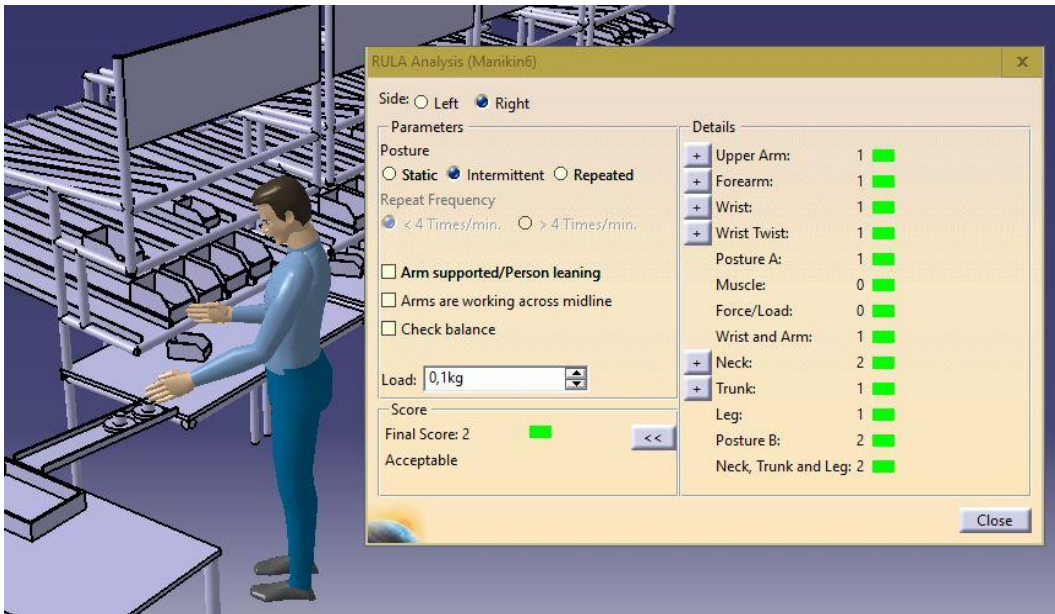 RULA Analysis (Manikin6)
X
Side: Left Right
Parameters
Posture
Static Intermittent Repeated
Repeat Frequency
< 4 Times/min. > 4 Times/min.
Arm supported/Person leaning
Arms are working across midline
Check balance
Load: 0,1kg
Score
Final Score: 2
<<
Acceptable
Details
+ Upper Arm: 1
+ Forearm: 1
+ Wrist: 1
+ Wrist Twist: 1
Posture A: 1
Muscle: 0
Force/Load: 0
Wrist and Arm: 1
+ Neck: 2
+ Trunk: 1
Leg: 1
Posture B: 2
Neck, Trunk and Leg: 2
Close